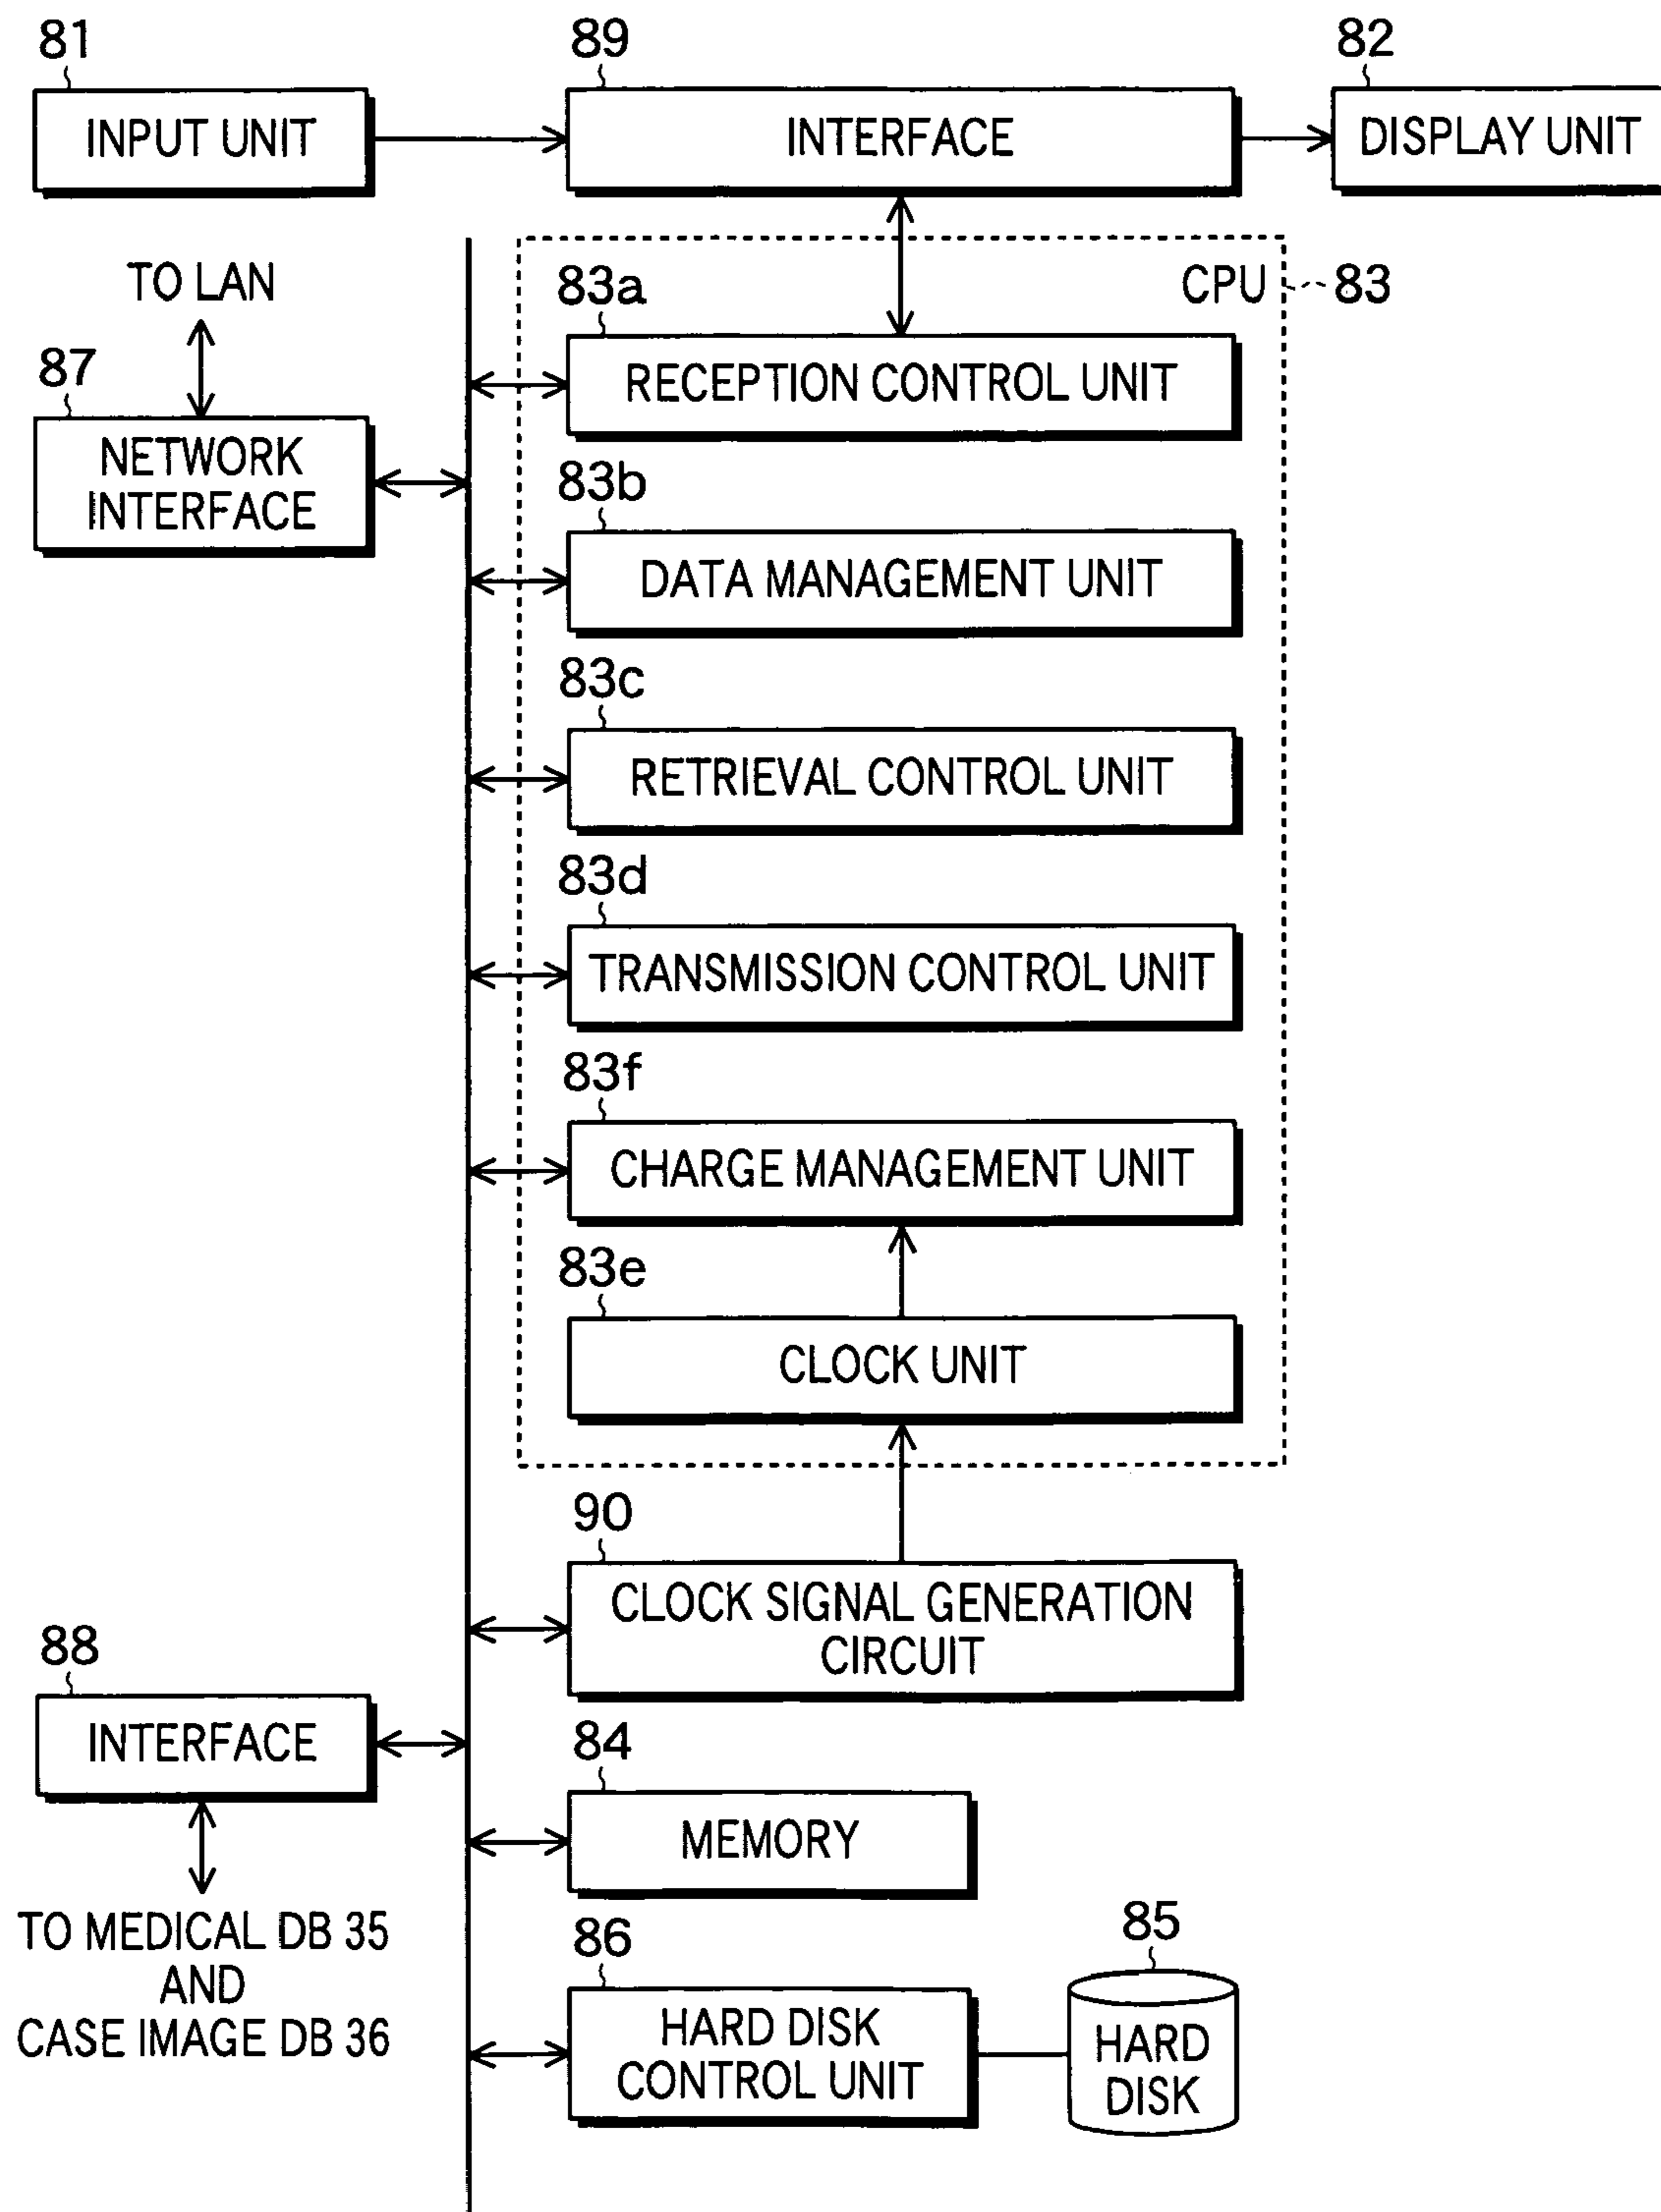 81
INPUT UNIT
89
INTERFACE
82
DISPLAY UNIT
TO LAN
87
NETWORK
INTERFACE
CPU
83
83a
RECEPTION CONTROL UNIT
83b
DATA MANAGEMENT UNIT
83c
RETRIEVAL CONTROL UNIT
83d
TRANSMISSION CONTROL UNIT
83f
CHARGE MANAGEMENT UNIT
83e
CLOCK UNIT
90
CLOCK SIGNAL GENERATION
CIRCUIT
88
INTERFACE
TO MEDICAL DB 35
AND
CASE IMAGE DB 36
84
MEMORY
86
HARD DISK
CONTROL UNIT
85
HARD
DISK